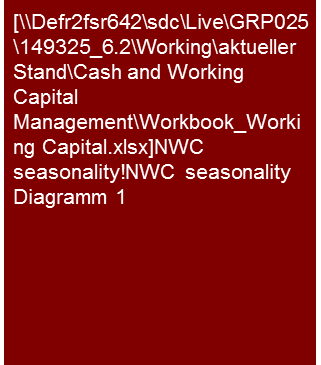 [\\Defr2fsr642\sdc\Live\GRP025
\149325_6.2\Working\aktueller
Stand\Cash and Working
Capital
Management\Workbook_Worki
ng Capital.xlsx]NWC
seasonality!NWC seasonality
Diagramm 1